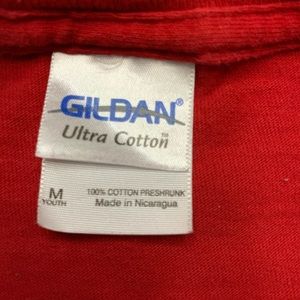 GILDAN®
Ultra Cotton™
M
YOUTH
100% COTTON PRESHRUNK
Made in Nicaragua